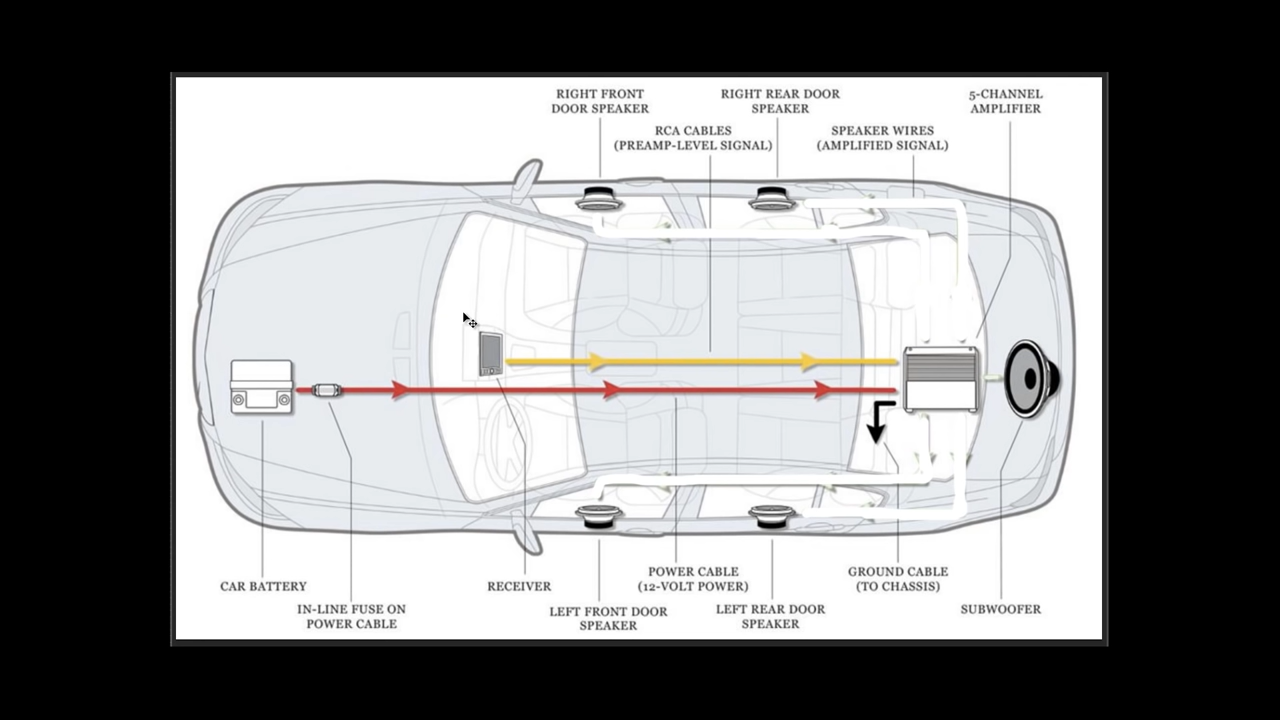 RIGHT FRONT
DOOR SPEAKER
RIGHT REAR DOOR
SPEAKER
5-CHANNEL
AMPLIFIER
RCA CABLES
(PREAMP-LEVEL SIGNAL)
SPEAKER WIRES
(AMPLIFIED SIGNAL)
CAR BATTERY
IN-LINE FUSE ON
POWER CABLE
RECEIVER
LEFT FRONT DOOR
SPEAKER
POWER CABLE
(12-VOLT POWER)
LEFT REAR DOOR
SPEAKER
GROUND CABLE
(TO CHASSIS)
SUBWOOFER